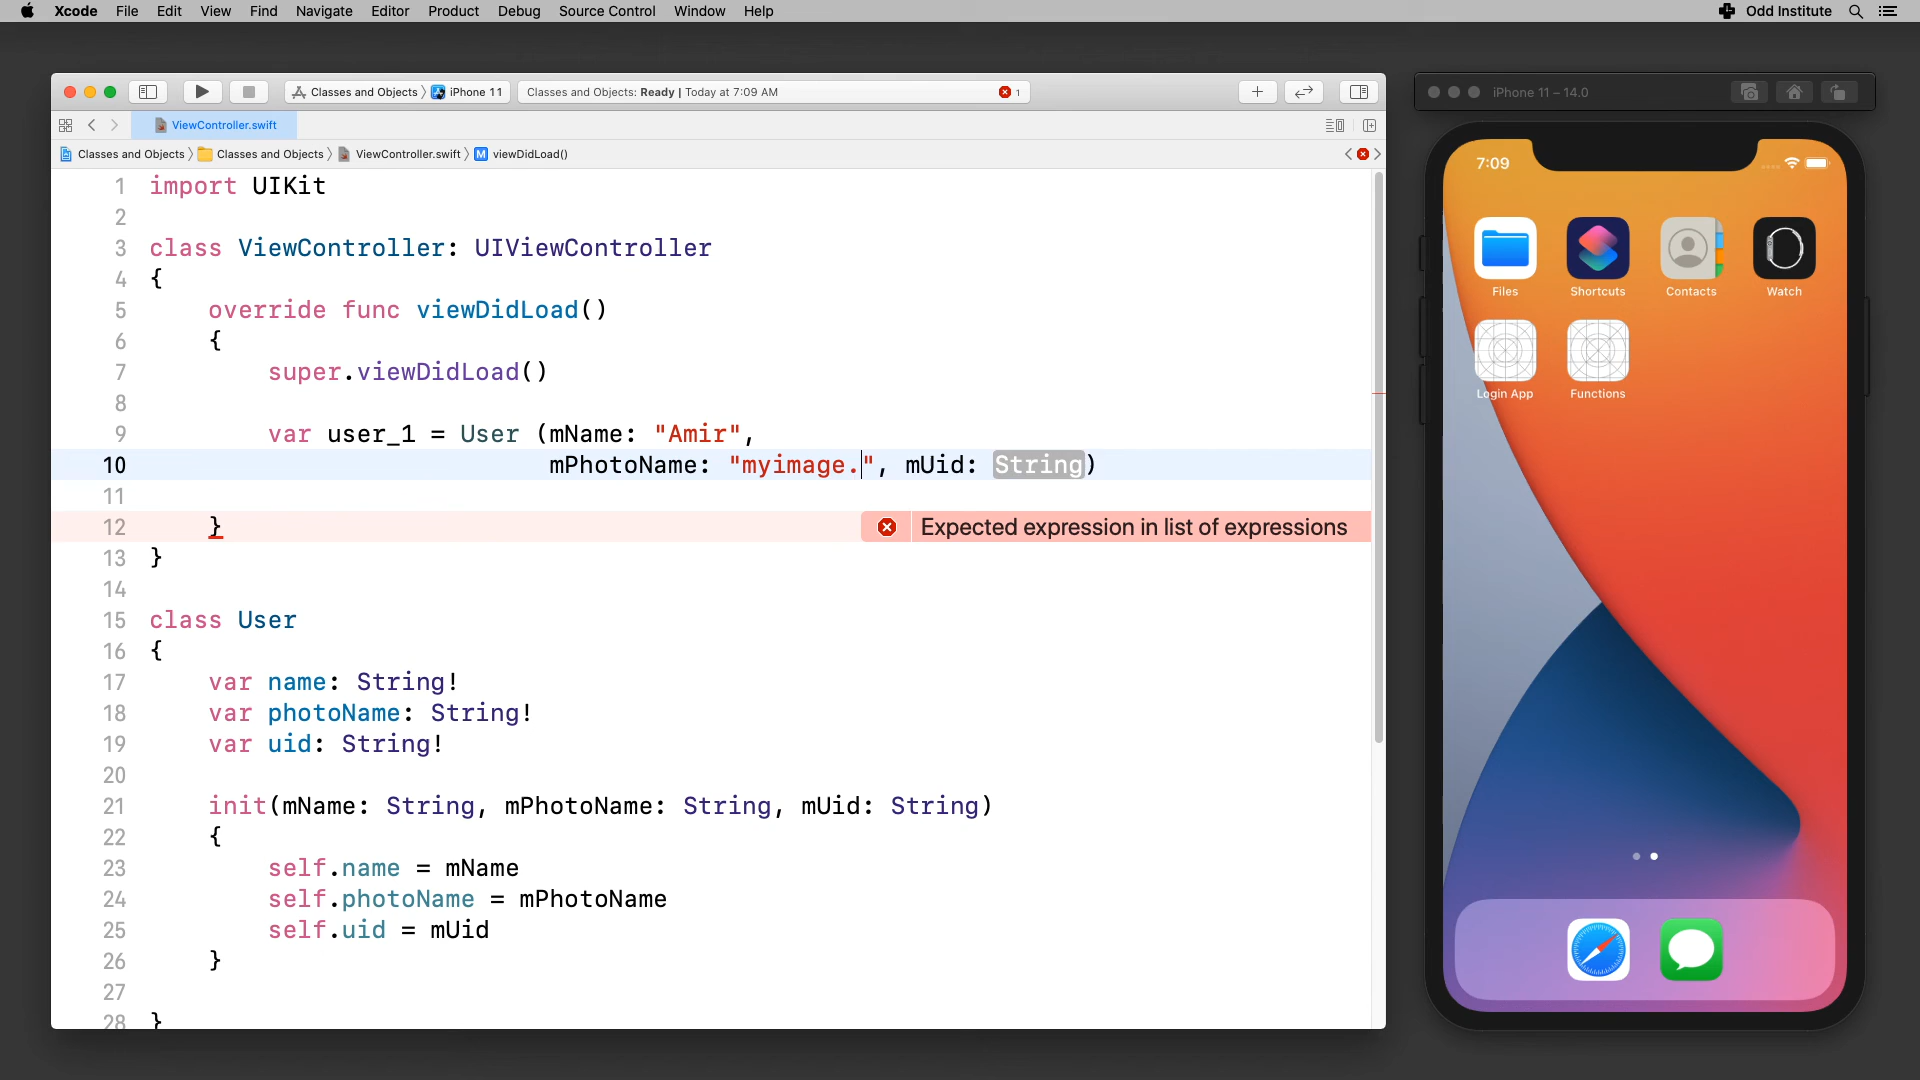 Xcode File Edit View Find Navigate Editor Product Debug Source Control Window Help Odd Institute
Classes and Objects iPhone 11 Classes and Objects: Ready | Today at 7:09 AM 1
ViewController.swift
Classes and Objects Classes and Objects ViewController.swift M viewDidLoad()
1 import UIKit
2
3 class ViewController: UIViewController
4 {
5 override func viewDidLoad()
6 {
7 super.viewDidLoad()
8
9 var user_1 = User (mName: "Amir",
10 mPhotoName: "myimage.", mUid: String)
11
12 } Expected expression in list of expressions
13 }
14
15 class User
16 {
17 var name: String!
18 var photoName: String!
19 var uid: String!
20
21 init(mName: String, mPhotoName: String, mUid: String)
22 {
23 self.name = mName
24 self.photoName = mPhotoName
25 self.uid = mUid
26 }
27
28 }
iPhone 11 – 14.0
7:09
Files Shortcuts Contacts Watch
Login App Functions